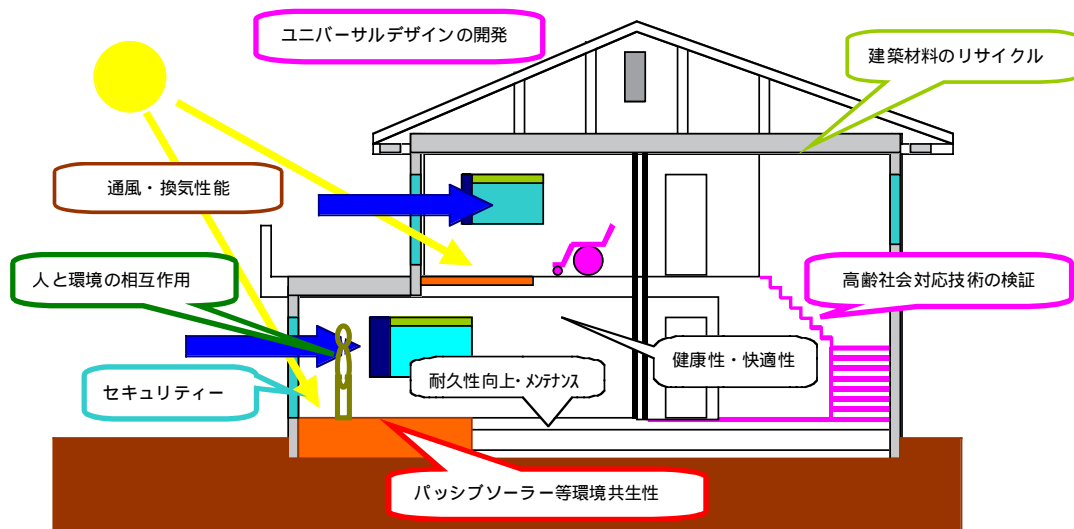 ユニバーサルデザインの開発
建築材料のリサイクル
通風・換気性能
人と環境の相互作用
高齢社会対応技術の検証
健康性・快適性
耐久性向上・メンテナンス
セキュリティー
パッシブソーラー等環境共生性